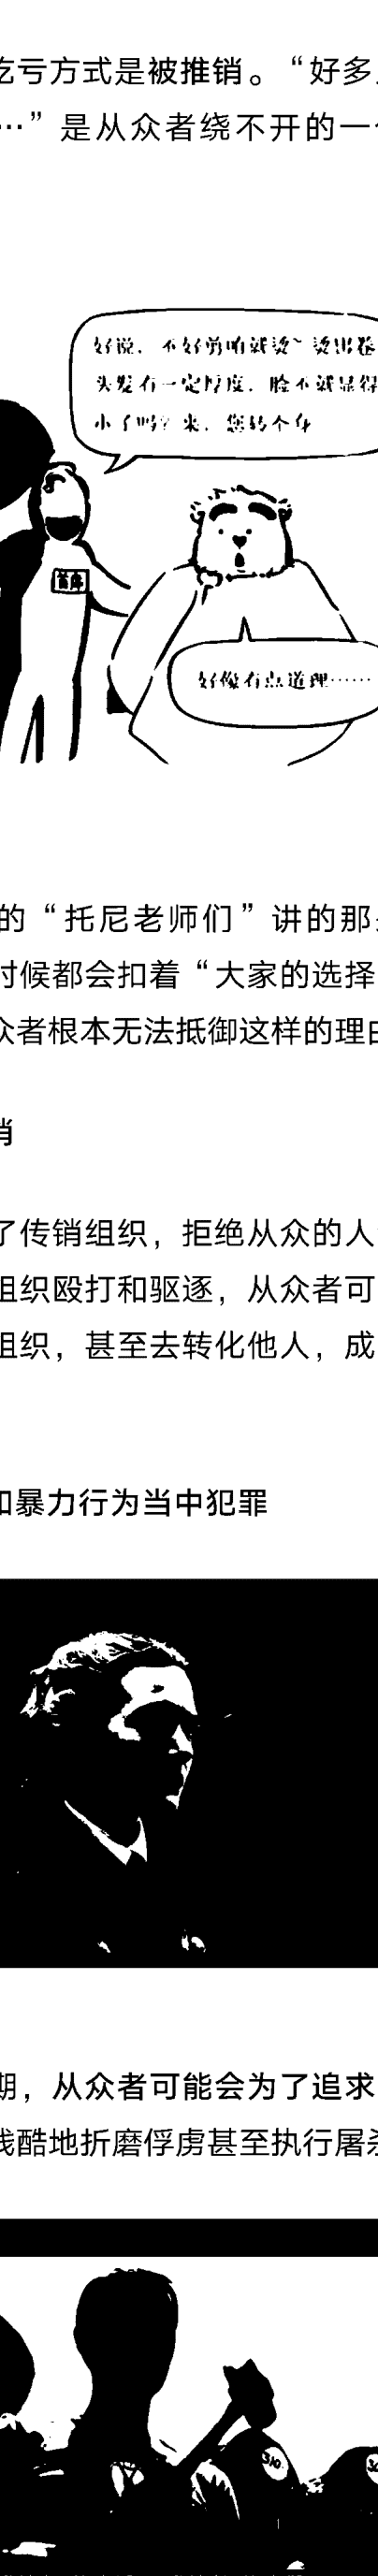 吃亏方式是被推销。“好多
…”是从众者绕不开的一个
好说，不好剪咱就烫~烫出卷
头发有一定厚度，脸不就显得
小了吗？来，您转个身
首席
好像有点道理……
的“托尼老师们”讲的那
时候都会扣着“大家的选择
众者根本无法抵御这样的理由
销
了传销组织，拒绝从众的人
组织殴打和驱逐，从众者可
组织，甚至去转化他人，成
和暴力行为当中犯罪
期，从众者可能会为了追求
残酷地折磨俘虏甚至执行屠杀
310